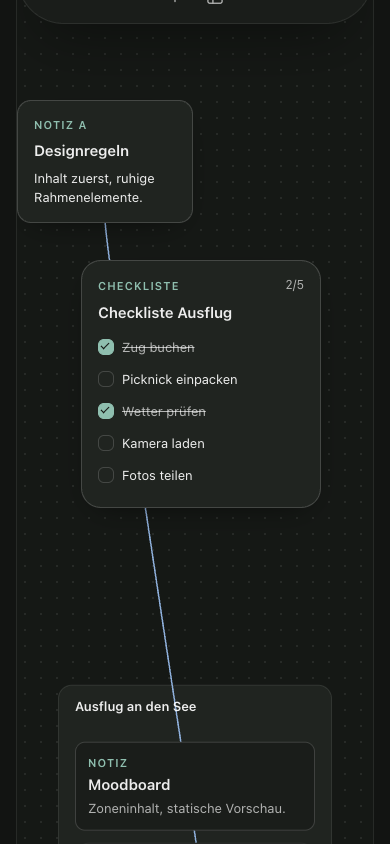 NOTIZ A
Designregeln
Inhalt zuerst, ruhige
Rahmenelemente.
CHECKLISTE 2/5
Checkliste Ausflug
Zug buchen
Picknick einpacken
Wetter prüfen
Kamera laden
Fotos teilen
Ausflug an den See
NOTIZ
Moodboard
Zoneninhalt, statische Vorschau.